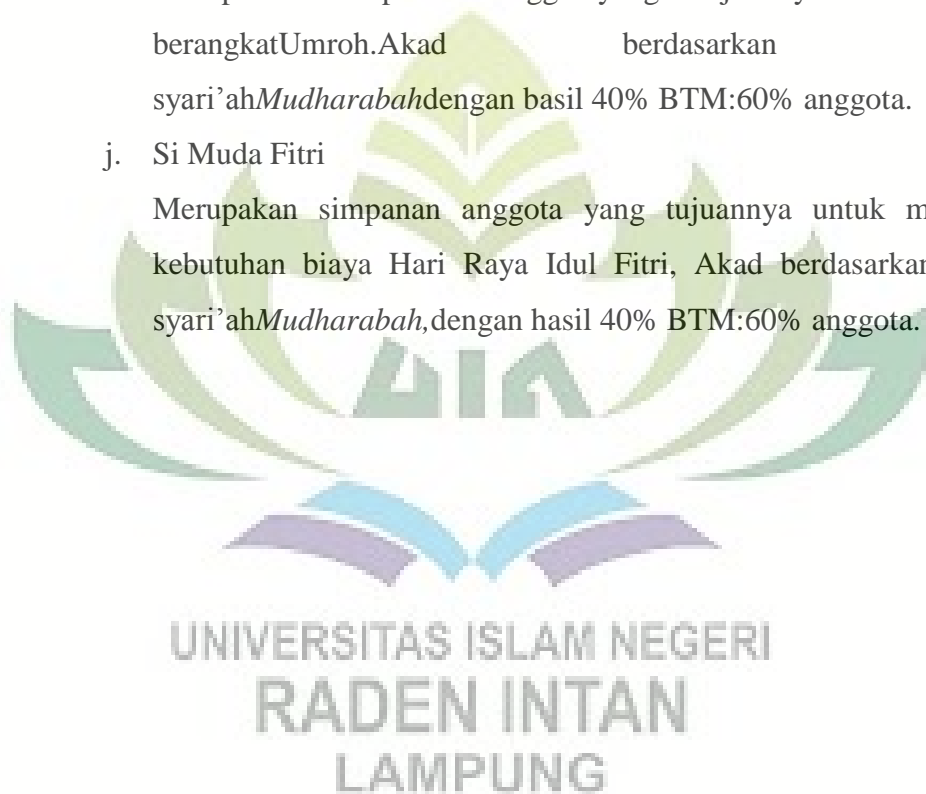 berangkatUmroh.Akad berdasarkan
syari’ahMudharabahdengan basil 40% BTM:60% anggota.
j. Si Muda Fitri
Merupakan simpanan anggota yang tujuannya untuk m
kebutuhan biaya Hari Raya Idul Fitri, Akad berdasarkan
syari’ahMudharabah,dengan hasil 40% BTM:60% anggota.
UIN
UNIVERSITAS ISLAM NEGERI
RADEN INTAN
LAMPUNG